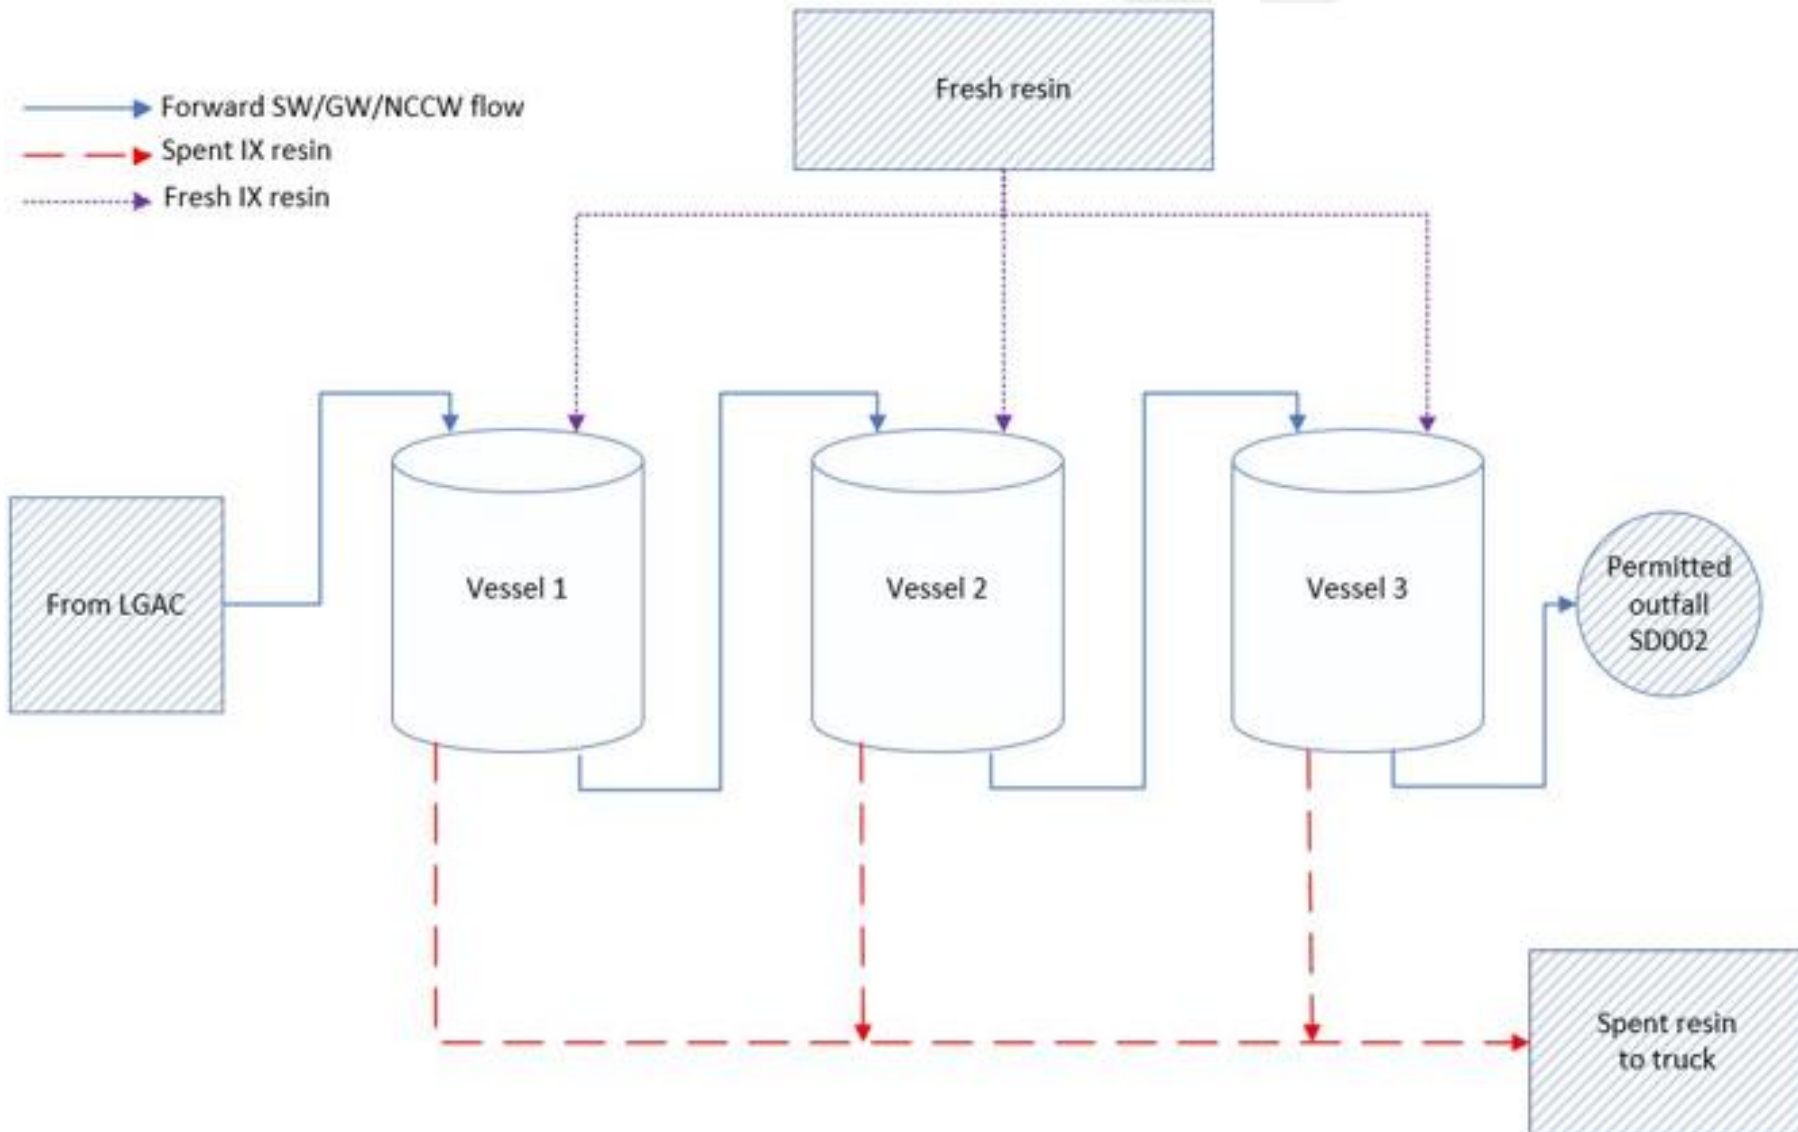 Fresh resin
Forward SW/GW/NCCW flow
Spent IX resin
Fresh IX resin
From LGAC
Vessel 1
Vessel 2
Vessel 3
Permitted
outfall
SD002
Spent resin
to truck